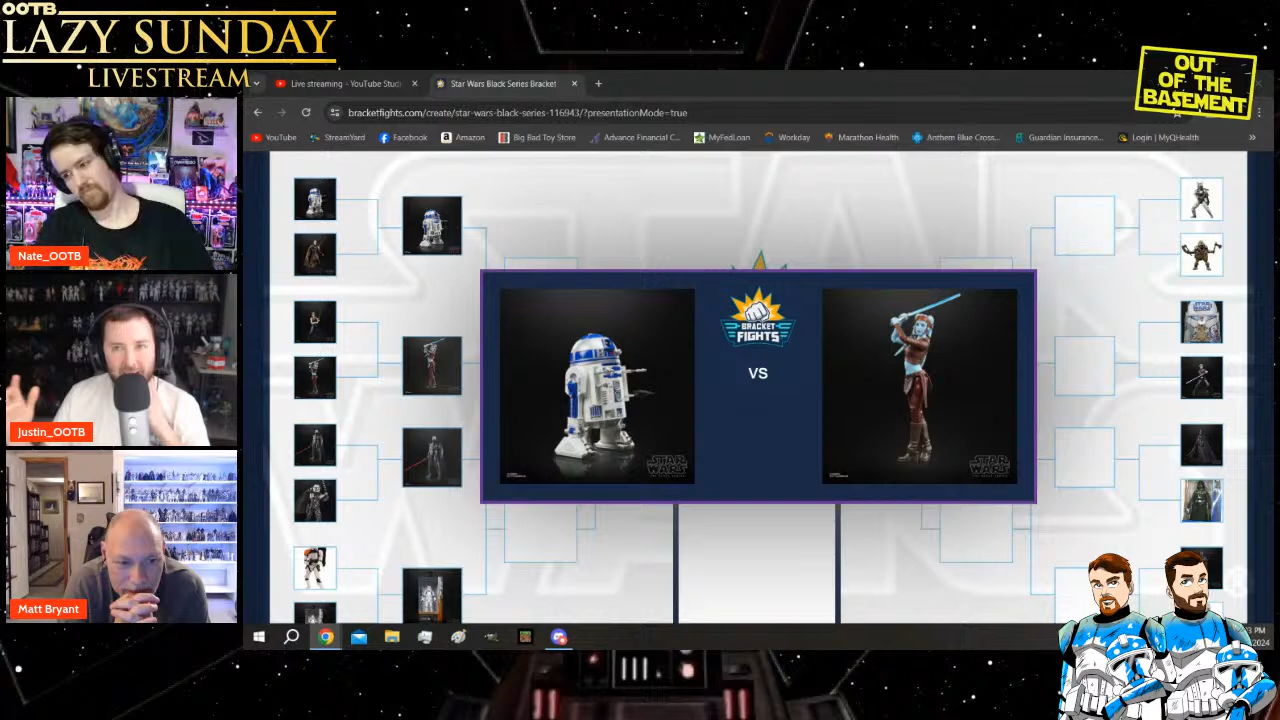 OOTB
LAZY SUNDAY
LIVESTREAM
OUT
OF THE
BASEMENT
Live streaming - YouTube Studi
Star Wars Black Series Bracket
bracketfights.com/create/star-wars-black-series-116943/?presentationMode=true
YouTube
StreamYard
Facebook
Amazon
Big Bad Toy Store
Advance Financial C...
MyFedLoan
Workday
Marathon Health
Anthem Blue Cross...
Guardian Insurance...
Login | MyQHealth
Nate_OOTB
Justin_OOTB
Matt Bryant
BRACKET
FIGHTS
VS
STAR
WARS
STAR
WARS
3 PM
2024